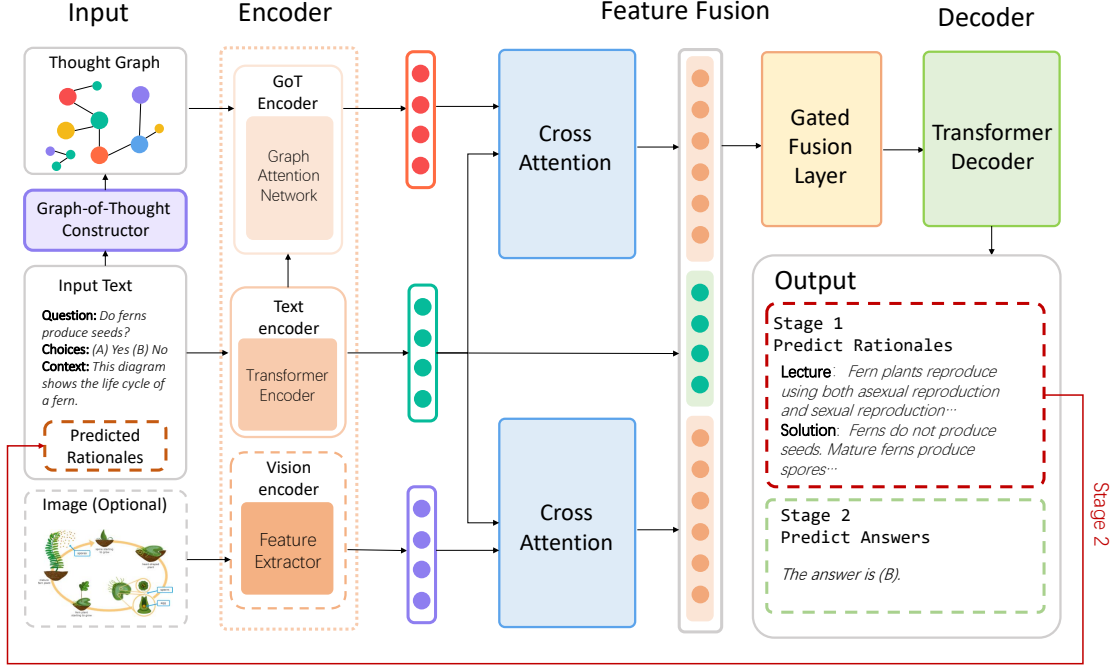 Input
Encoder
Feature Fusion
Decoder
Thought Graph
Graph-of-Thought
Constructor
Input Text
Question: Do ferns
produce seeds?
Choices: (A) Yes (B) No
Context: This diagram
shows the life cycle of
a fern.
Predicted
Rationales
Image (Optional)
GoT
Encoder
Graph
Attention
Network
Text
encoder
Transformer
Encoder
Vision
encoder
Feature
Extractor
Cross
Attention
Cross
Attention
Gated
Fusion
Layer
Transformer
Decoder
Output
Stage 1
Predict Rationales
Lecture: Fern plants reproduce
using both asexual reproduction
and sexual reproduction···
Solution: Ferns do not produce
seeds. Mature ferns produce
spores···
Stage 2
Predict Answers
The answer is (B).
Stage 2